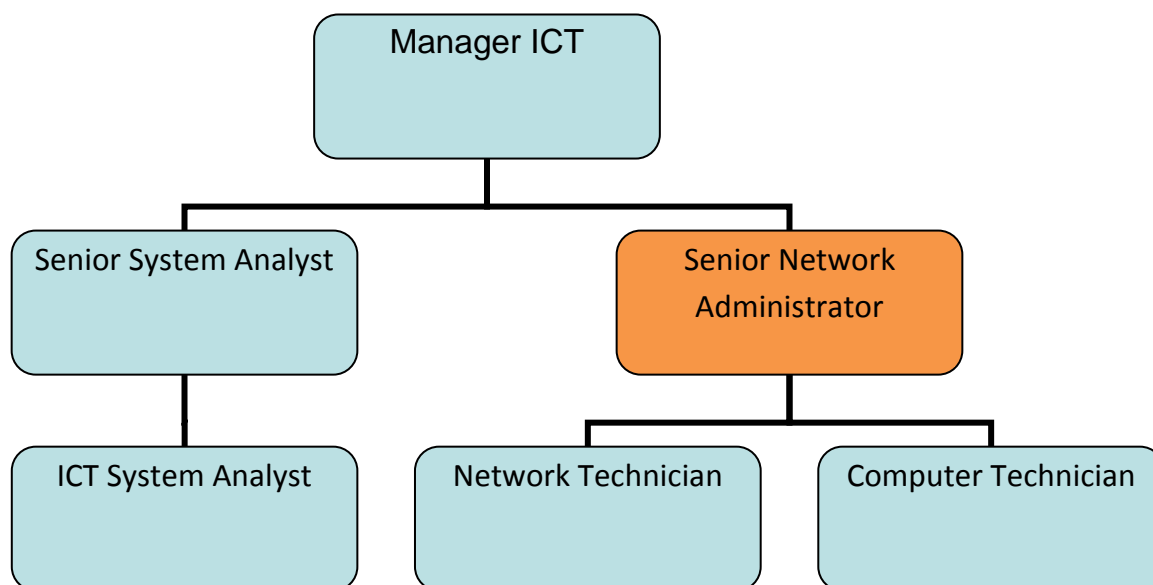 Manager ICT
Senior System Analyst
Senior Network
Administrator
ICT System Analyst
Network Technician
Computer Technician